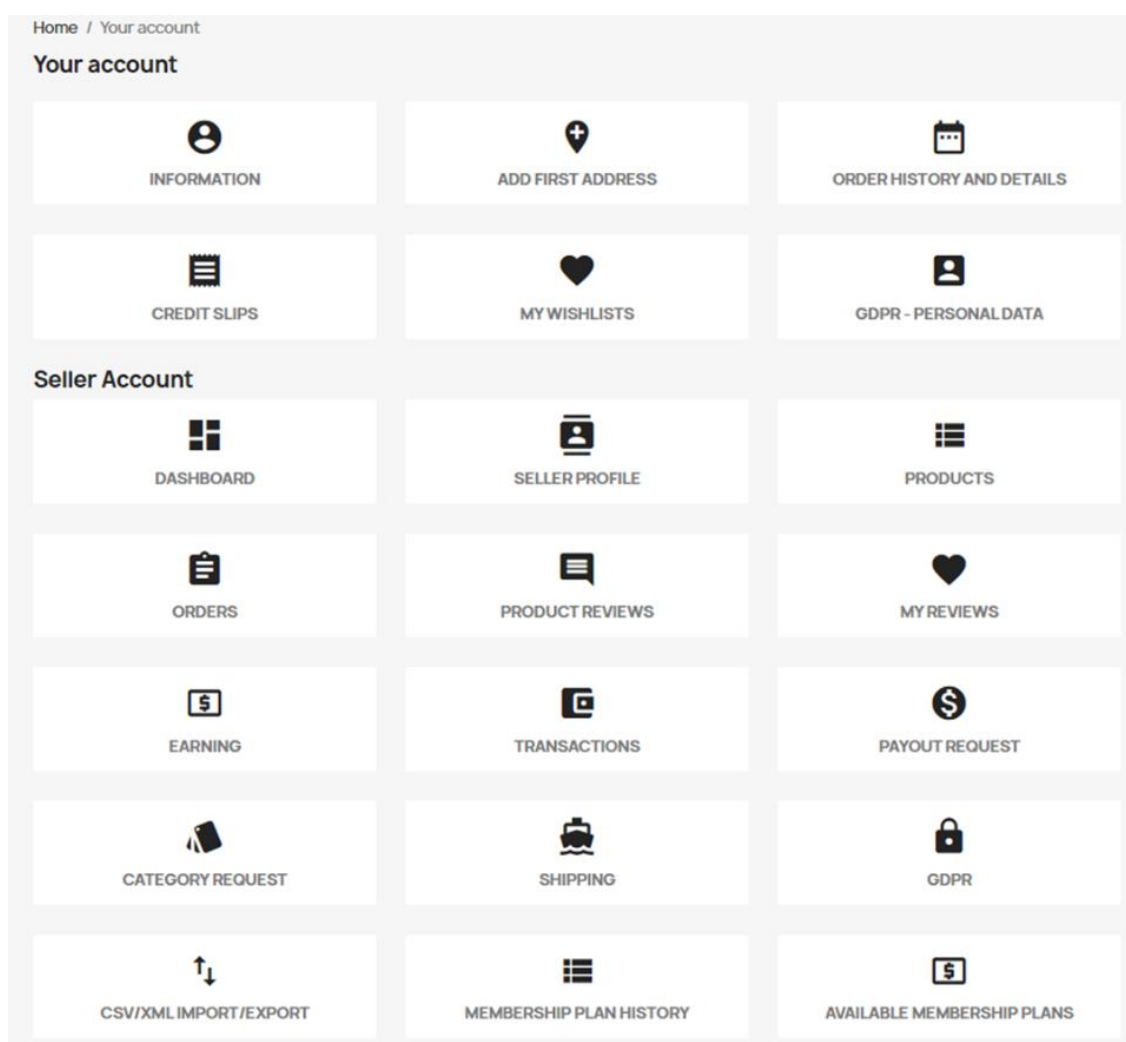 Home / Your account
Your account
INFORMATION
ADD FIRST ADDRESS
ORDER HISTORY AND DETAILS
CREDIT SLIPS
MY WISHLISTS
GDPR - PERSONAL DATA
Seller Account
DASHBOARD
SELLER PROFILE
PRODUCTS
ORDERS
PRODUCT REVIEWS
MY REVIEWS
EARNING
TRANSACTIONS
PAYOUT REQUEST
CATEGORY REQUEST
SHIPPING
GDPR
CSV/XML IMPORT/EXPORT
MEMBERSHIP PLAN HISTORY
AVAILABLE MEMBERSHIP PLANS